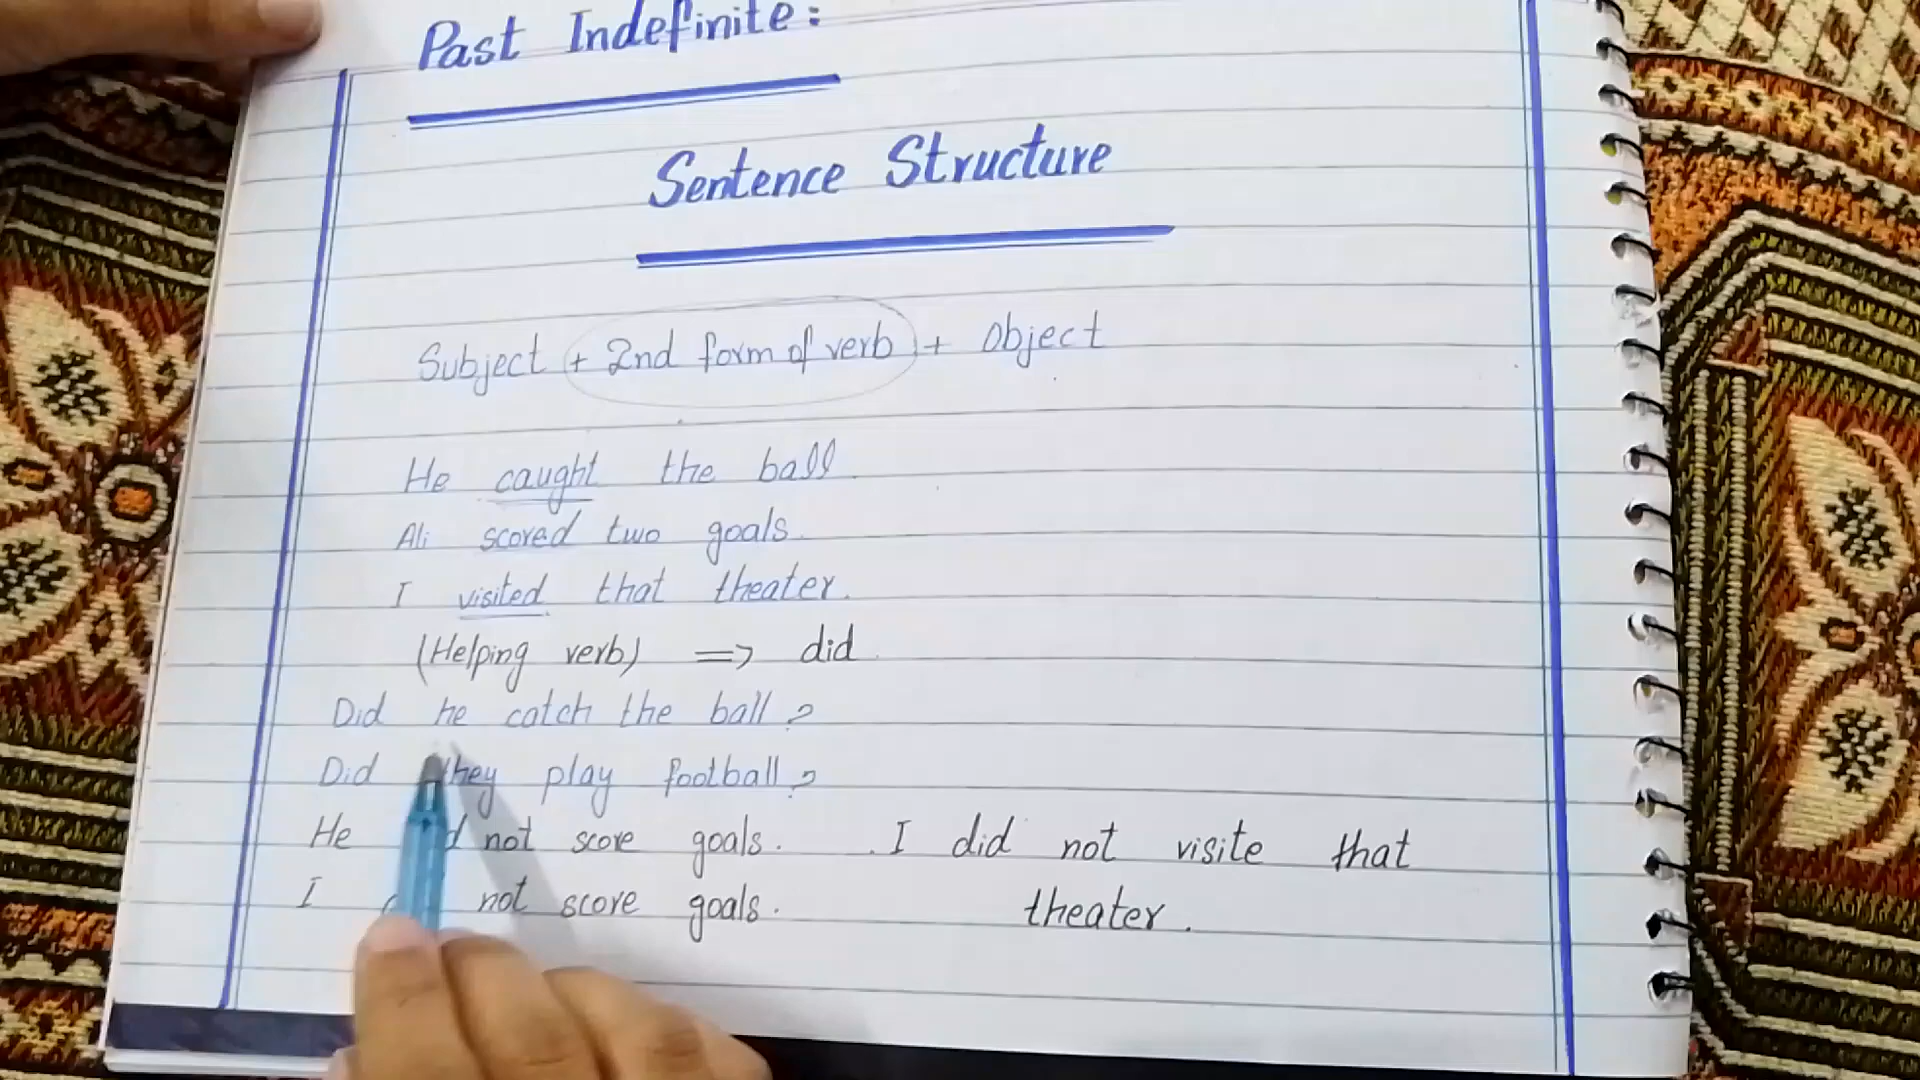 Past Indefinite:
Sentence Structure
Subject + 2nd form of verb + Object
He caught the ball.
Ali scored two goals.
I visited that theater.
(Helping verb) => did
Did he catch the ball?
Did they play football?
He not score goals.
I not score goals.
I did not visite that
theater.